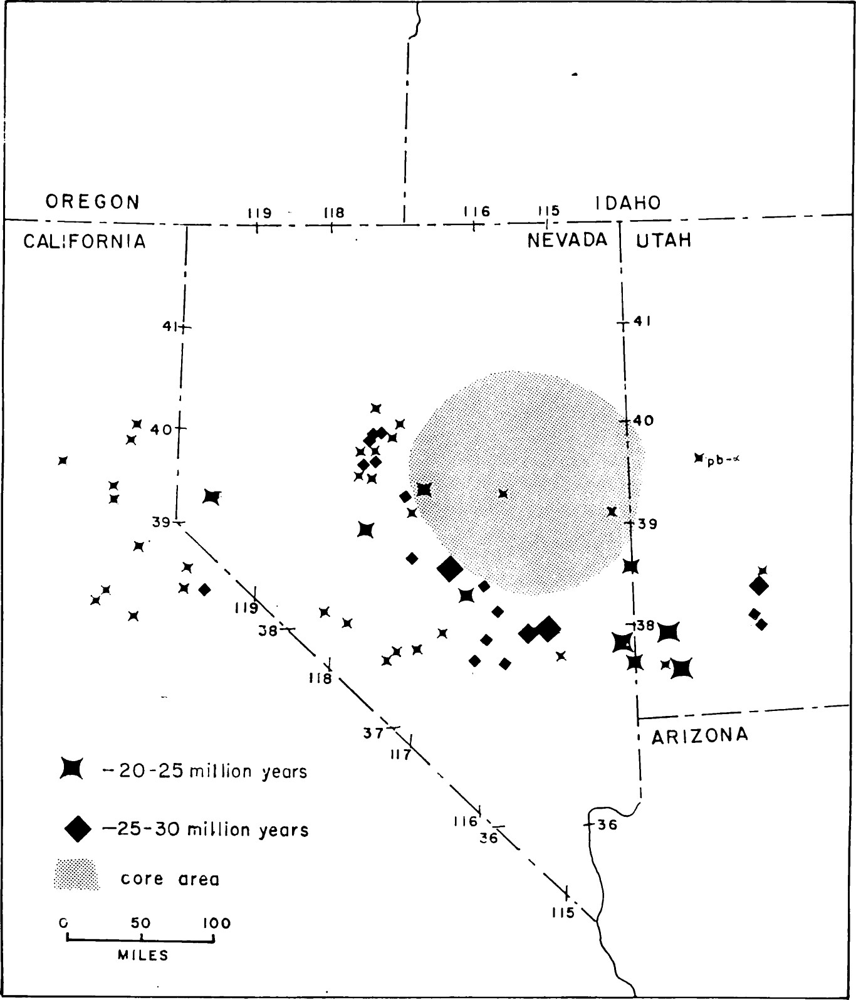 OREGON
119 118 116 115
IDAHO
CALIFORNIA
NEVADA UTAH
41 41
40 40
pb-α
39 39
119
38 38
118
37
117
ARIZONA
-20-25 million years
-25-30 million years
116
36 36
core area
115
0 50 100
MILES